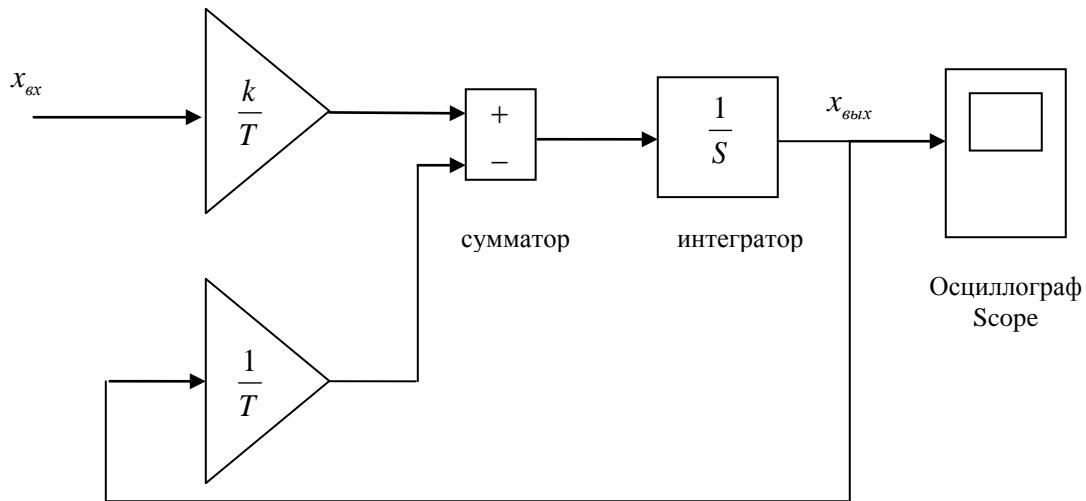 x_вх
k/T
+
−
1/S
x_вых
сумматор
интегратор
Осциллограф
Scope
1/T